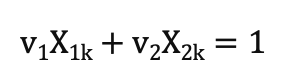 v₁X₁ₖ + v₂X₂ₖ = 1